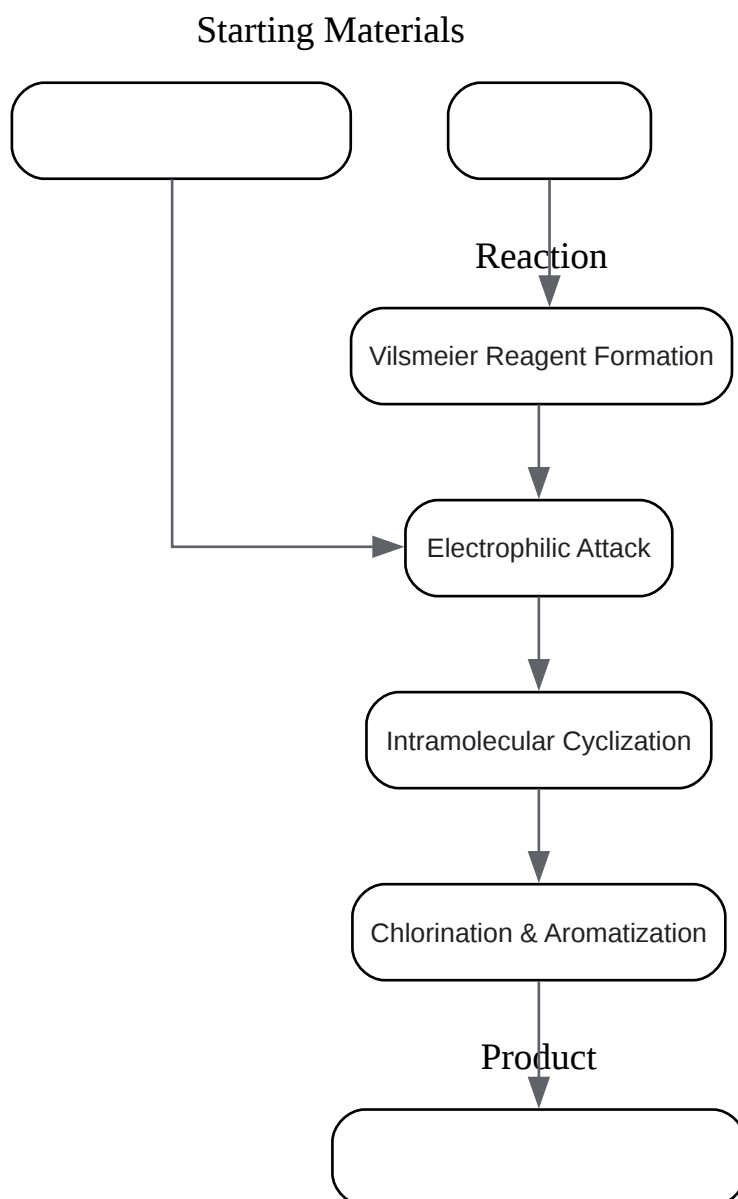 Starting Materials
Reaction
Vilsmeier Reagent Formation
Electrophilic Attack
Intramolecular Cyclization
Chlorination & Aromatization
Product